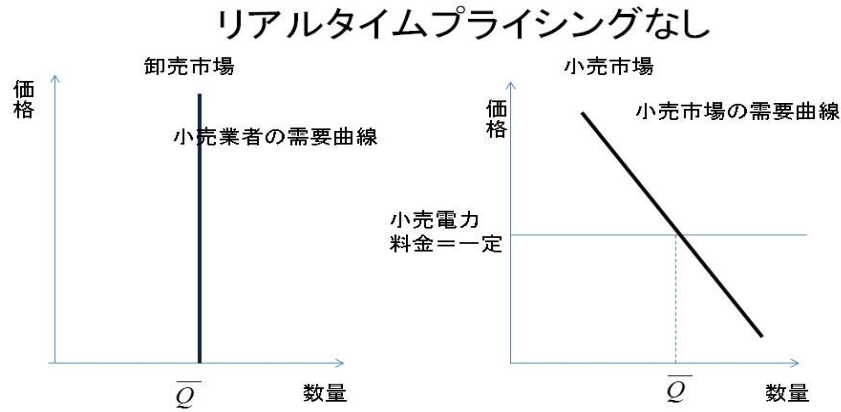 リアルタイムプライシングなし
卸売市場
価格
小売業者の需要曲線
Q
数量
小売市場
価格
小売市場の需要曲線
小売電力
料金＝一定
Q
数量